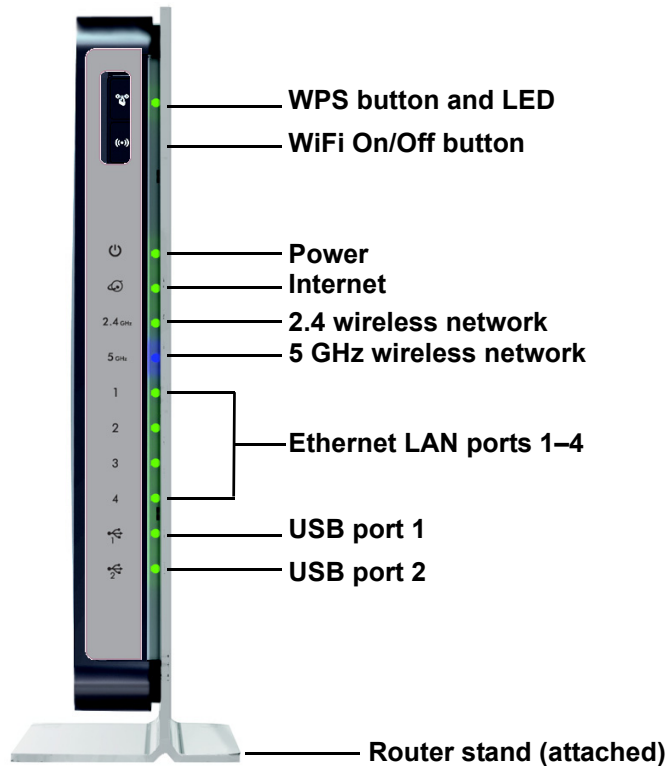 WPS button and LED
WiFi On/Off button
Power
Internet
2.4 GHz
2.4 wireless network
5 GHz
5 GHz wireless network
1
2
Ethernet LAN ports 1–4
3
4
1
USB port 1
2
USB port 2
Router stand (attached)